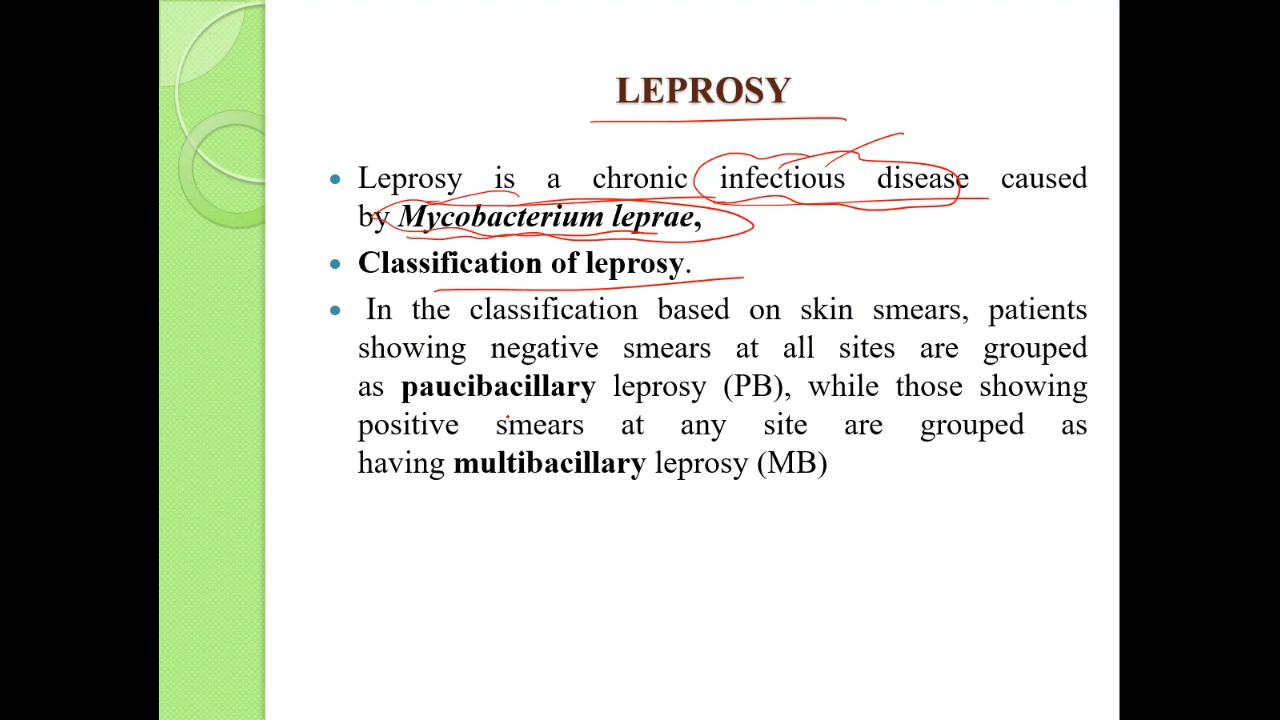 LEPROSY
• Leprosy is a chronic infectious disease caused
by Mycobacterium leprae,
• Classification of leprosy.
• In the classification based on skin smears, patients
showing negative smears at all sites are grouped
as paucibacillary leprosy (PB), while those showing
positive smears at any site are grouped as
having multibacillary leprosy (MB)